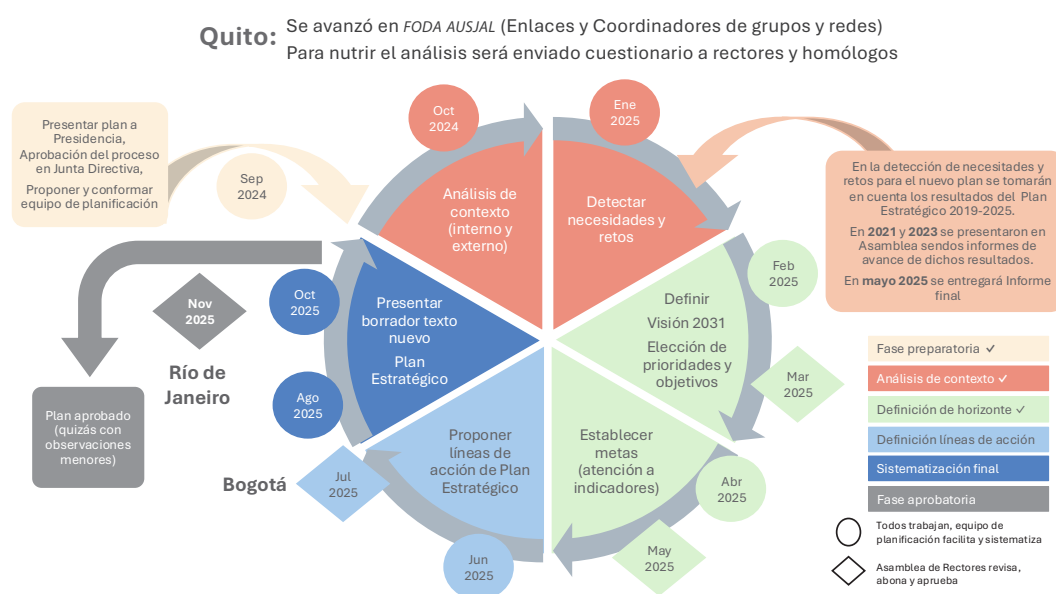 Quito:
Se avanzó en FODA AUSJAL (Enlaces y Coordinadores de grupos y redes)
Para nutrir el análisis será enviado cuestionario a rectores y homólogos
Presentar plan a
Presidencia,
Aprobación del proceso
en Junta Directiva,
Proponer y conformar
equipo de planificación
Sep
2024
Oct
2024
Ene
2025
Análisis de
contexto
(interno y
externo)
Detectar
necesidades y
retos
En la detección de necesitades y
retos para el nuevo plan se tomarán
en cuenta los resultados del Plan
Estratégico 2019-2025.
En 2021 y 2023 se presentaron en
Asamblea sendos informes de
avance de dichos resultados.
En mayo 2025 se entregará Informe
final
Feb
2025
Definir
Visión 2031
Elección de
prioridades y
objetivos
Mar
2025
Establecer
metas
(atención a
indicadores)
Abr
2025
May
2025
Proponer
líneas de
acción de Plan
Estratégico
Jun
2025
Bogotá
Jul
2025
Presentar
borrador texto
nuevo
Plan
Estratégico
Ago
2025
Oct
2025
Nov
2025
Río de
Janeiro
Plan aprobado
(quizás con
observaciones
menores)
Fase preparatoria ✓
Análisis de contexto ✓
Definición de horizonte ✓
Definición líneas de acción
Sistematización final
Fase aprobatoria
Todos trabajan, equipo de
planificación facilita y sistematiza
Asamblea de Rectores revisa,
abona y aprueba